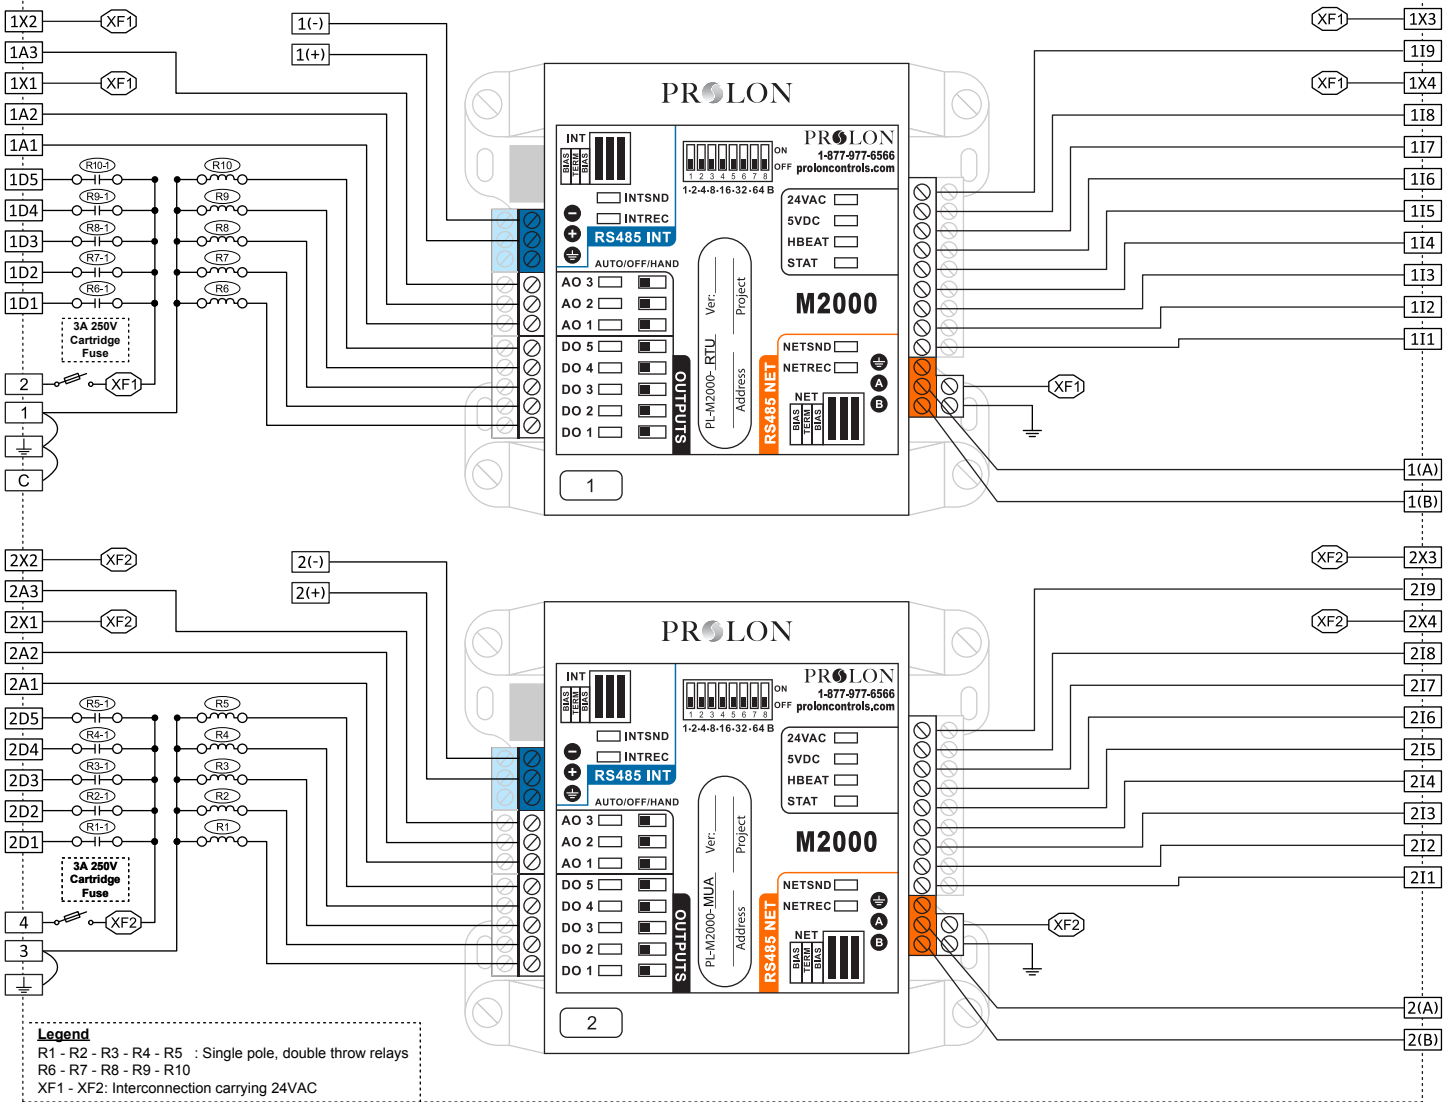 1X2 XF1
1A3
1X1 XF1
1A2
1A1
1D5 R10-1 R10
1D4 R9-1 R9
1D3 R8-1 R8
1D2 R7-1 R7
1D1 R6-1 R6
3A 250V
Cartridge
Fuse
2 XF1
1
C
1(-)
1(+)
PROLON
INT
BIAS
TERM
BIAS
INTSND
INTREC
RS485 INT
AUTO/OFF/HAND
AO 3
AO 2
AO 1
DO 5
DO 4
DO 3
DO 2
DO 1
OUTPUTS
ON
OFF
1 2 3 4 5 6 7 8
1·2·4·8·16·32·64 B
PROLON
1-877-977-6566
proloncontrols.com
24VAC
5VDC
HBEAT
STAT
M2000
PL-M2000-RTU Ver:
Address Project
RS485 NET
NETSND
NETREC
NET
BIAS
TERM
BIAS
A
B
1
XF1 1X3
1I9
XF1 1X4
1I8
1I7
1I6
1I5
1I4
1I3
1I2
1I1
XF1
1(A)
1(B)
2X2 XF2
2A3
2X1 XF2
2A2
2A1
2D5 R5-1 R5
2D4 R4-1 R4
2D3 R3-1 R3
2D2 R2-1 R2
2D1 R1-1 R1
3A 250V
Cartridge
Fuse
4 XF2
3
2(-)
2(+)
PROLON
INT
BIAS
TERM
BIAS
INTSND
INTREC
RS485 INT
AUTO/OFF/HAND
AO 3
AO 2
AO 1
DO 5
DO 4
DO 3
DO 2
DO 1
OUTPUTS
ON
OFF
1 2 3 4 5 6 7 8
1·2·4·8·16·32·64 B
PROLON
1-877-977-6566
proloncontrols.com
24VAC
5VDC
HBEAT
STAT
M2000
PL-M2000-MUA Ver:
Address Project
RS485 NET
NETSND
NETREC
NET
BIAS
TERM
BIAS
A
B
2
XF2 2X3
2I9
XF2 2X4
2I8
2I7
2I6
2I5
2I4
2I3
2I2
2I1
XF2
2(A)
2(B)
Legend
R1 - R2 - R3 - R4 - R5 : Single pole, double throw relays
R6 - R7 - R8 - R9 - R10
XF1 - XF2: Interconnection carrying 24VAC